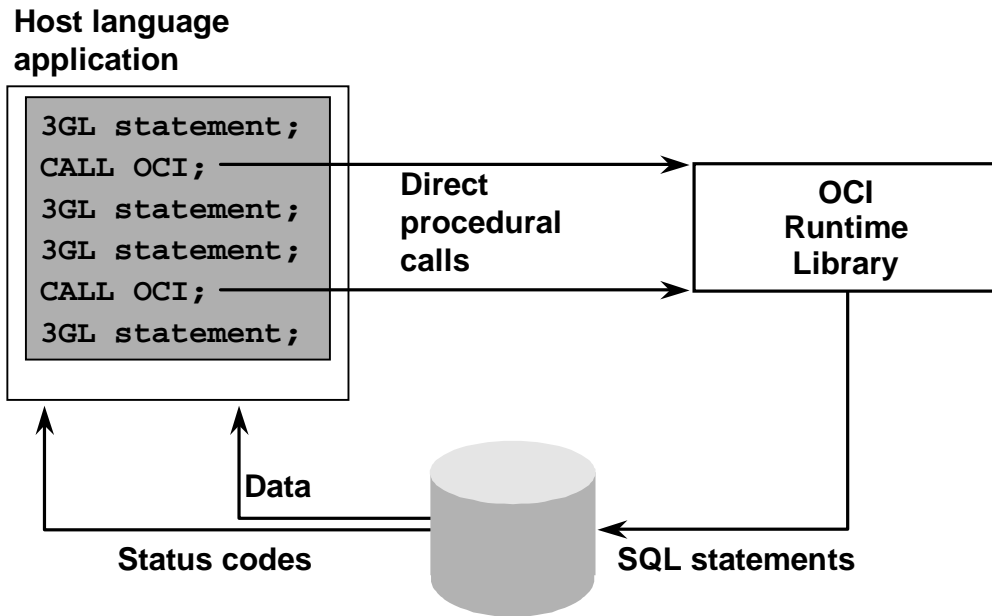 Host language
application
3GL statement;
CALL OCI;
3GL statement;
3GL statement;
CALL OCI;
3GL statement;
Direct
procedural
calls
OCI
Runtime
Library
Data
Status codes
SQL statements